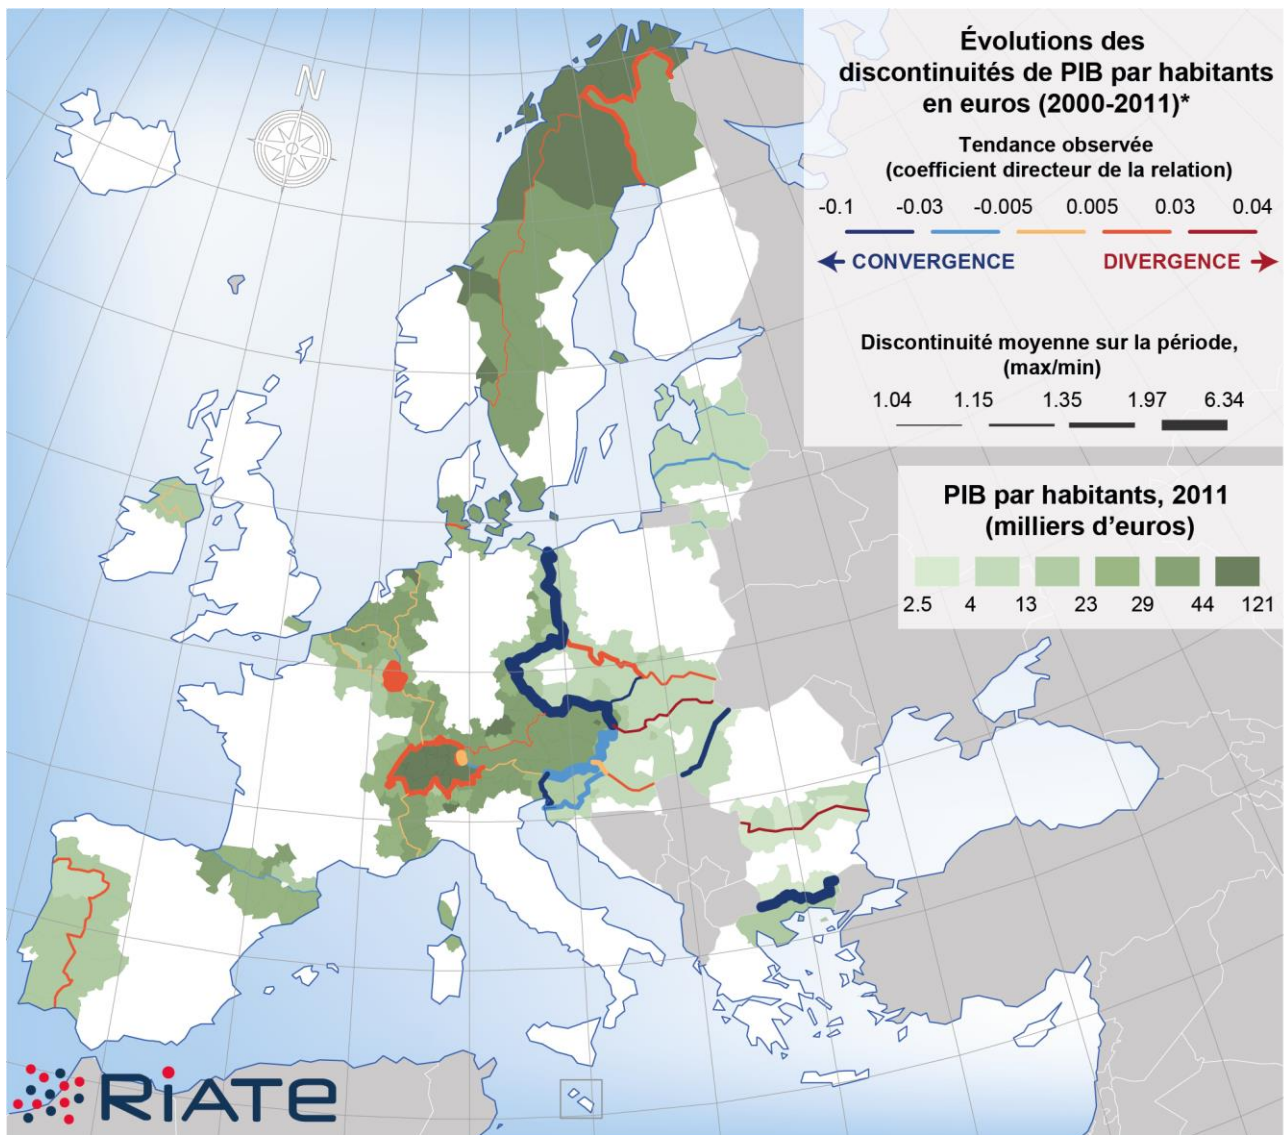 N
Évolutions des
discontinuités de PIB par habitants
en euros (2000-2011)*
Tendance observée
(coefficient directeur de la relation)
-0.1 -0.03 -0.005 0.005 0.03 0.04
CONVERGENCE DIVERGENCE
Discontinuité moyenne sur la période,
(max/min)
1.04 1.15 1.35 1.97 6.34
PIB par habitants, 2011
(milliers d'euros)
2.5 4 13 23 29 44 121
RiATe